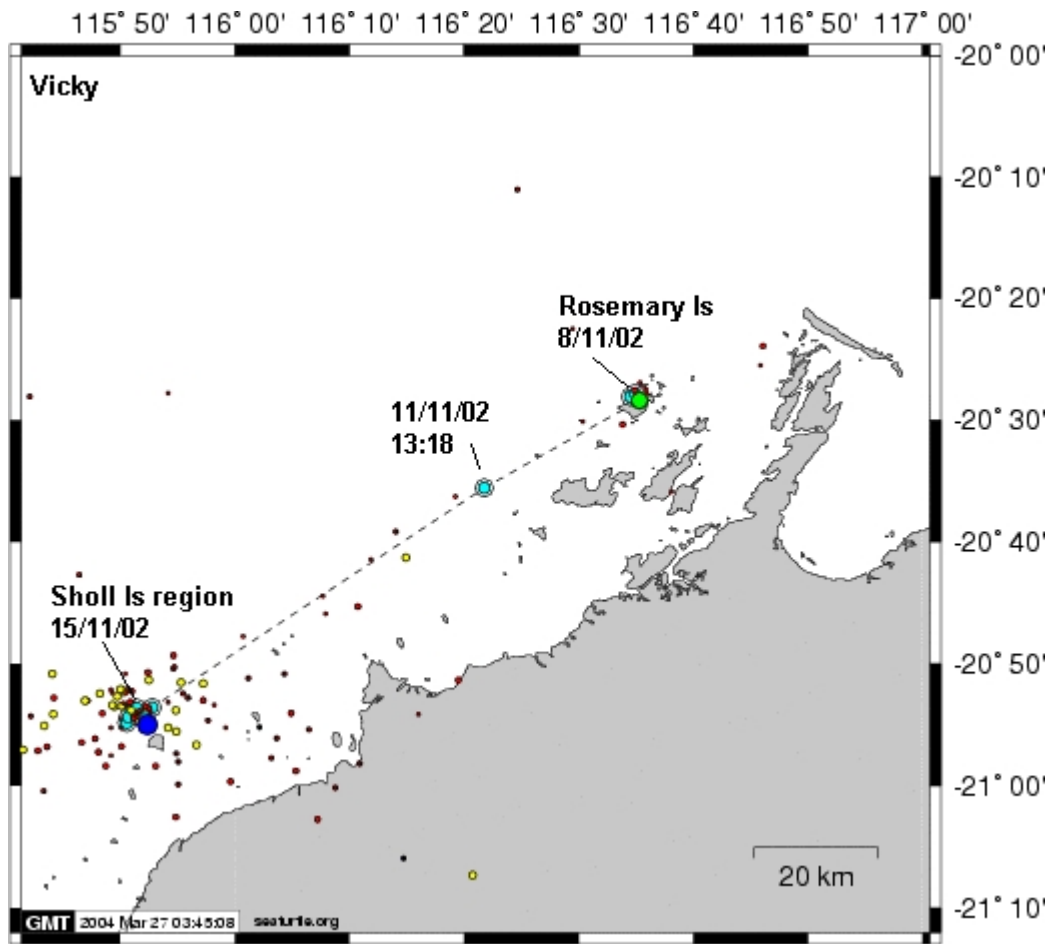 115˚ 50' 116˚ 00' 116˚ 10' 116˚ 20' 116˚ 30' 116˚ 40' 116˚ 50' 117˚ 00'
Vicky
-20˚ 00'
-20˚ 10'
-20˚ 20'
Rosemary Is
8/11/02
-20˚ 30'
11/11/02
13:18
-20˚ 40'
Sholl Is region
15/11/02
-20˚ 50'
-21˚ 00'
20 km
-21˚ 10'
GMT 2004 Mar 27 03:45:08 seaturtle.org